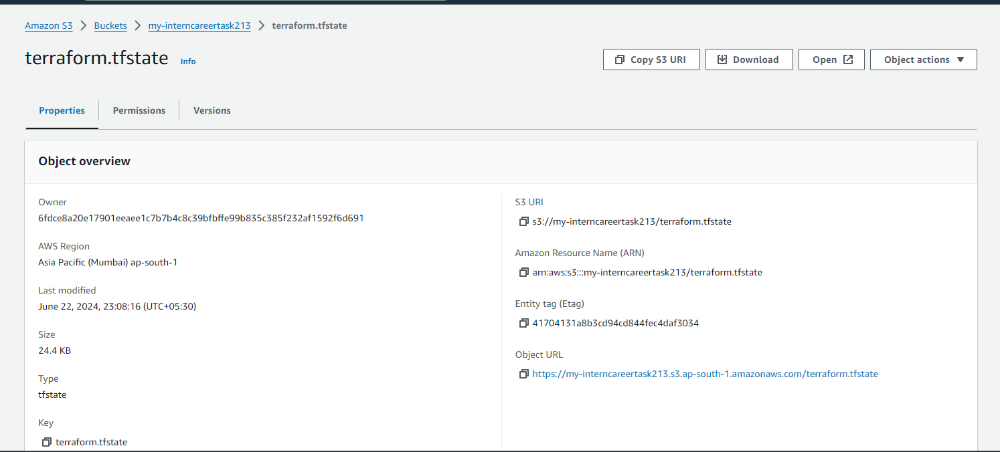 Amazon S3 > Buckets > my-interncareertask213 > terraform.tfstate
terraform.tfstate Info
Copy S3 URI Download Open Object actions
Properties Permissions Versions
Object overview
Owner
6fdce8a20e17901eeaee1c7b7b4c8c39bfbffe99b835c385f232af1592f6d691
AWS Region
Asia Pacific (Mumbai) ap-south-1
Last modified
June 22, 2024, 23:08:16 (UTC+05:30)
Size
24.4 KB
Type
tfstate
Key
terraform.tfstate
S3 URI
s3://my-interncareertask213/terraform.tfstate
Amazon Resource Name (ARN)
arn:aws:s3:::my-interncareertask213/terraform.tfstate
Entity tag (Etag)
41704131a8b3cd94cd844fec4daf3034
Object URL
https://my-interncareertask213.s3.ap-south-1.amazonaws.com/terraform.tfstate